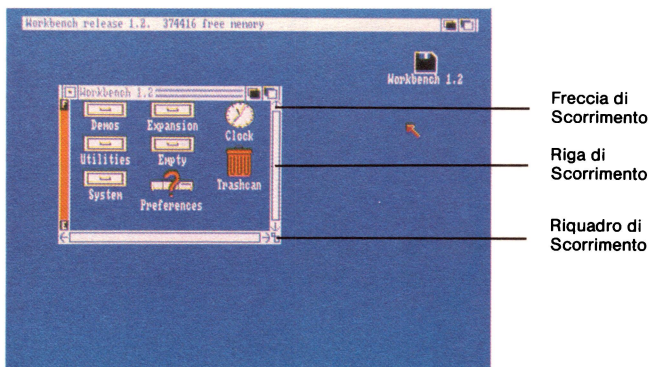 Workbench release 1.2. 374416 free memory
Workbench 1.2
Workbench 1.2
F
Demos
Expansion
Clock
Utilities
Empty
Trashcan
System
Preferences
E
Freccia di
Scorrimento
Riga di
Scorrimento
Riquadro di
Scorrimento